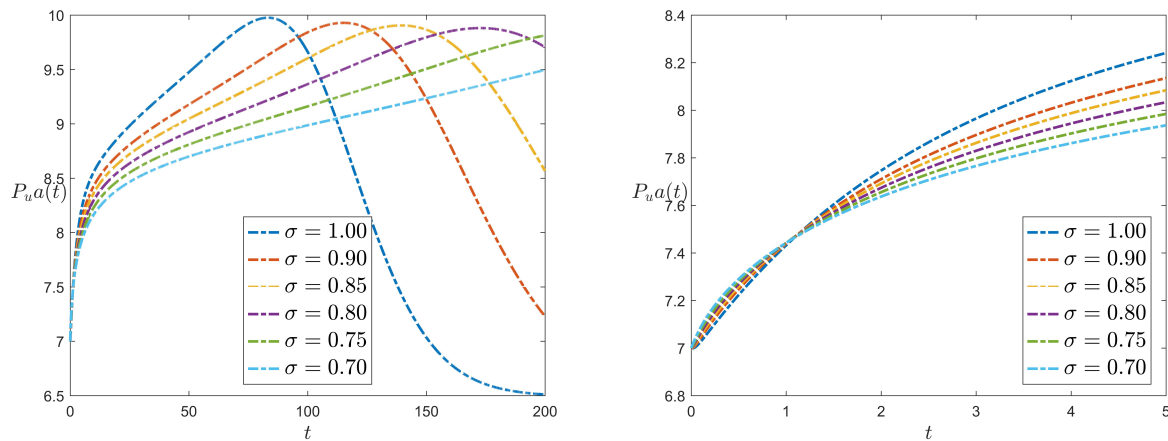 10
9.5
9
8.5
P_u a(t)
8
7.5
7
6.5
σ = 1.00
σ = 0.90
σ = 0.85
σ = 0.80
σ = 0.75
σ = 0.70
0 50 100 150 200
t
8.4
8.2
8
7.8
P_u a(t)
7.6
7.4
7.2
7
6.8
σ = 1.00
σ = 0.90
σ = 0.85
σ = 0.80
σ = 0.75
σ = 0.70
0 1 2 3 4 5
t